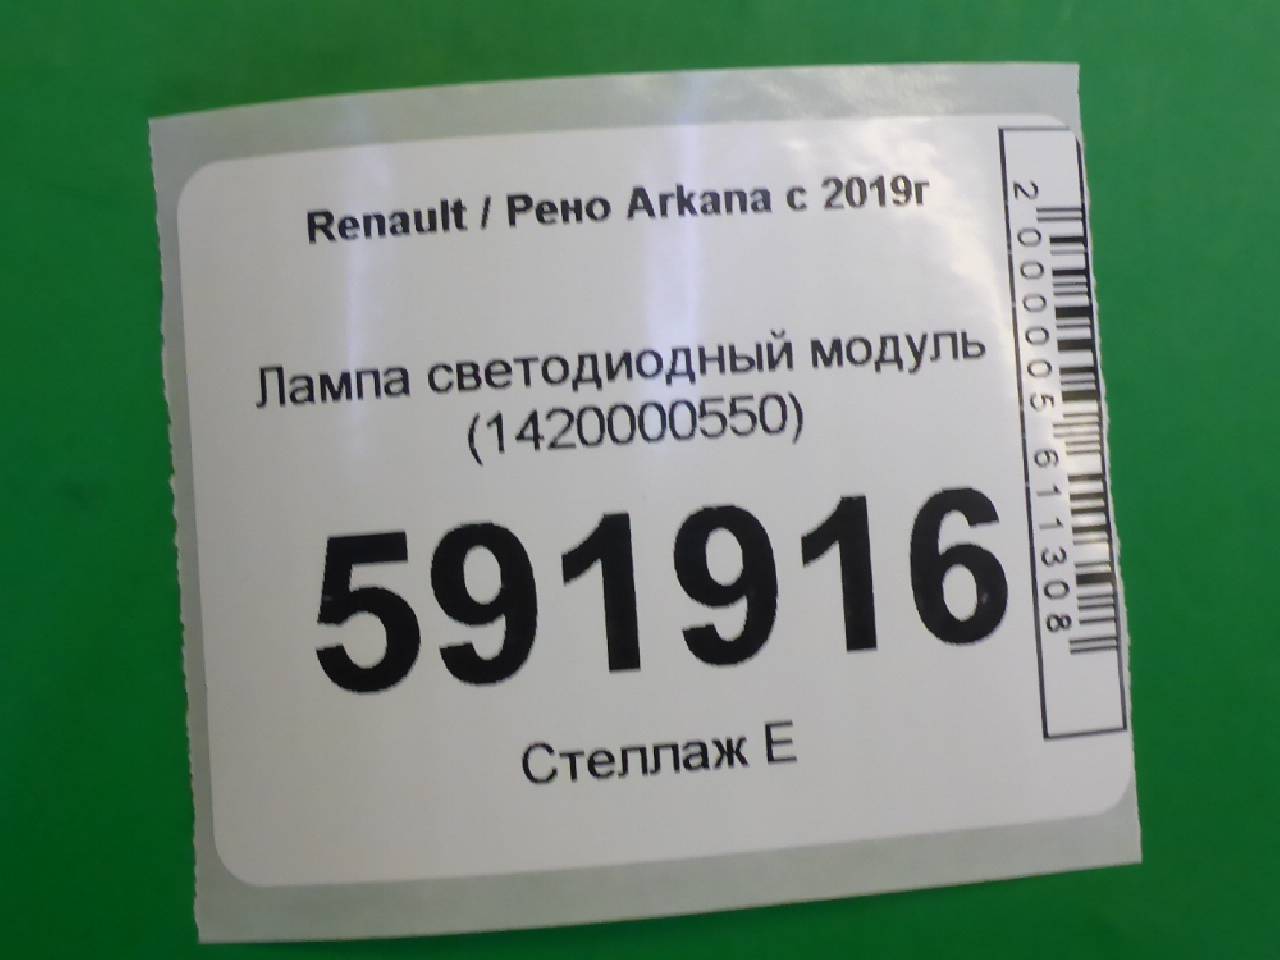 Renault / Рено Arkana с 2019г
Лампа светодиодный модуль
(1420000550)
591916
Стеллаж Е
2000005611308